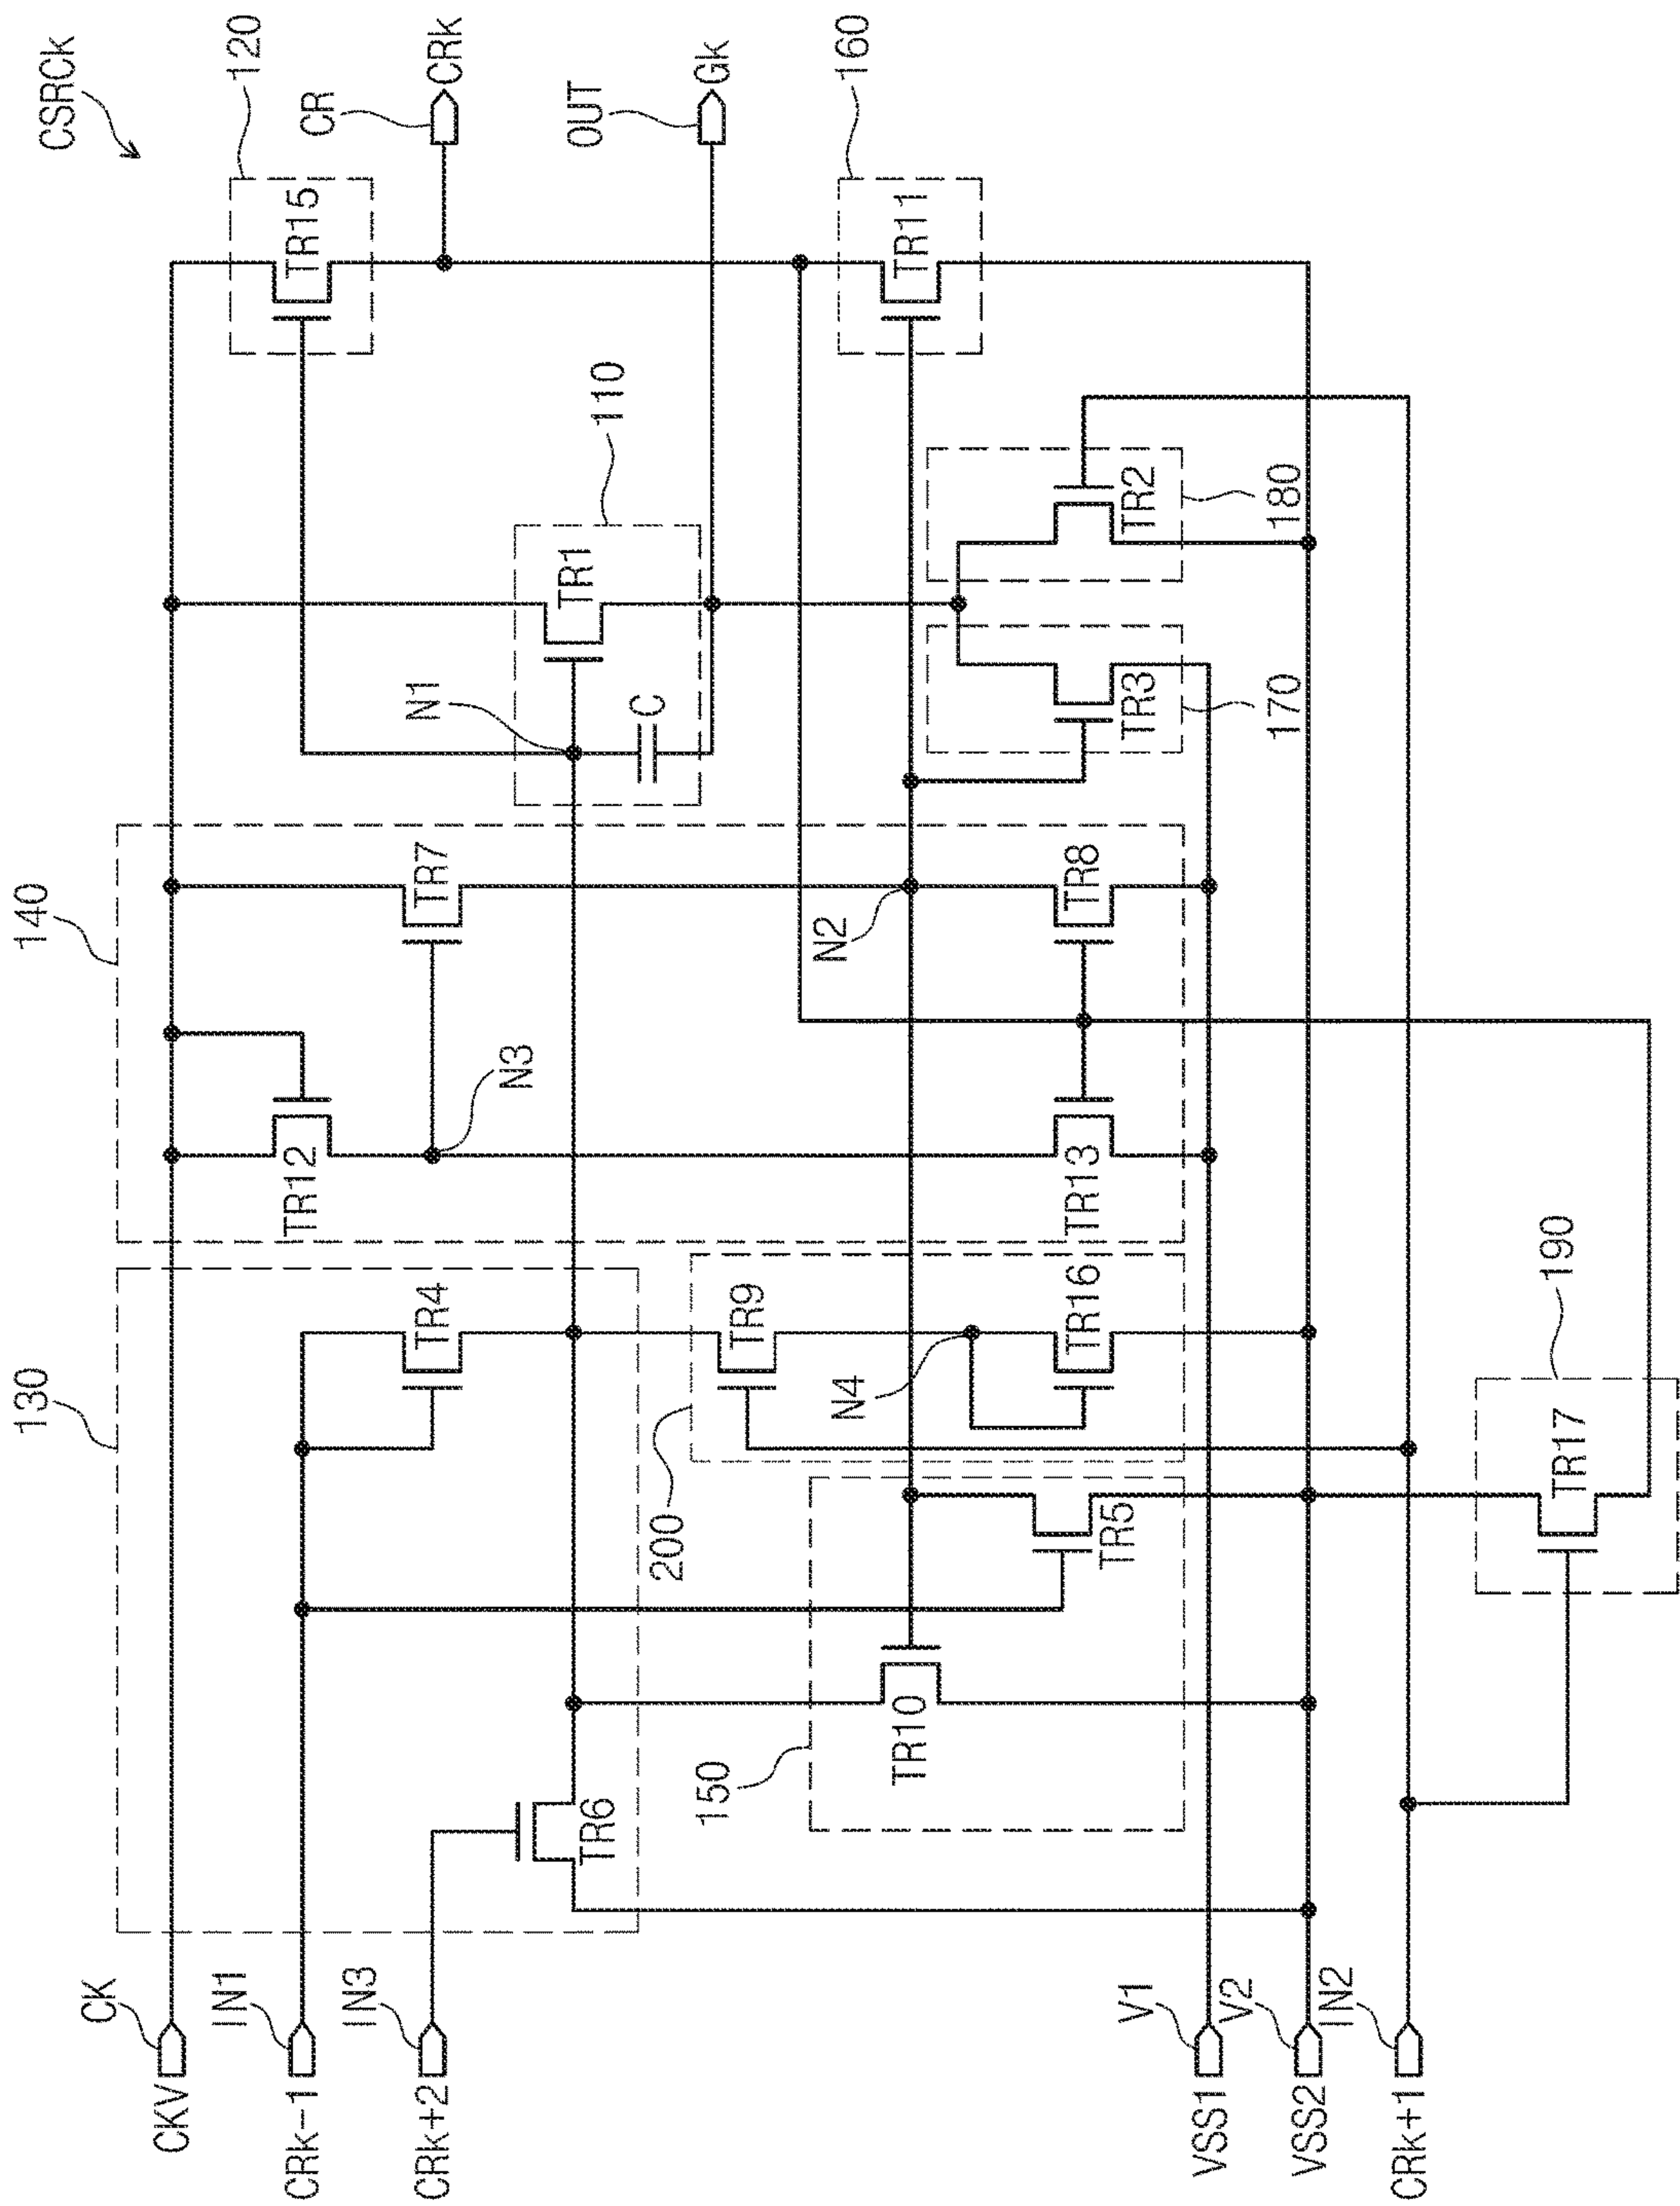 CSRCk
130
140
120
CK
CKV
TR12
TR7
TR15
IN1
CRk-1
TR4
N3
N1
110
TR1
CR
CRk
IN3
CRk+2
TR6
C
OUT
Gk
200
TR9
150
TR10
N4
N2
160
TR11
TR5
TR16
TR13
TR8
TR3
TR2
170
180
V1
VSS1
V2
VSS2
IN2
CRk+1
190
TR17